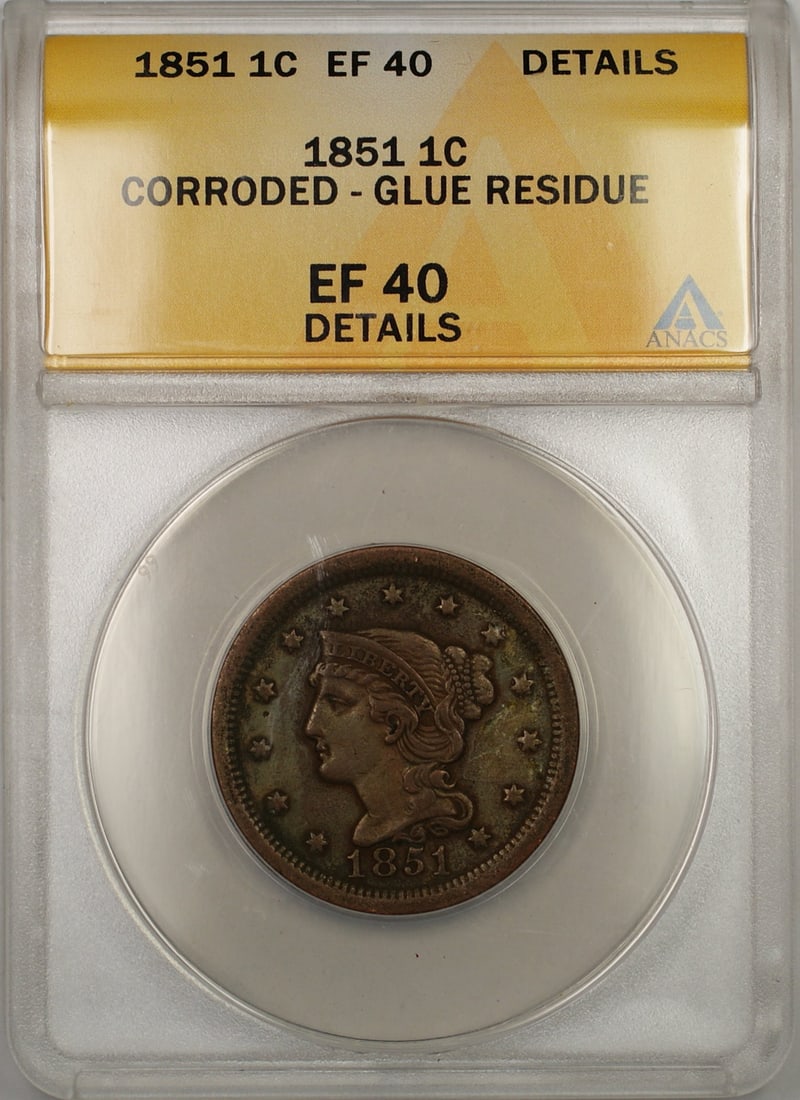 1851 1C EF 40 DETAILS
1851 1C
CORRODED - GLUE RESIDUE
EF 40
DETAILS
ANACS
LIBERTY
1851